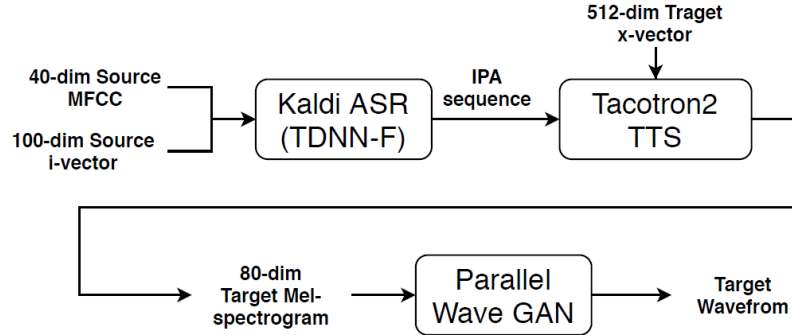 512-dim Traget
x-vector
40-dim Source
MFCC
100-dim Source
i-vector
Kaldi ASR
(TDNN-F)
IPA
sequence
Tacotron2
TTS
80-dim
Target Mel-
spectrogram
Parallel
Wave GAN
Target
Wavefrom